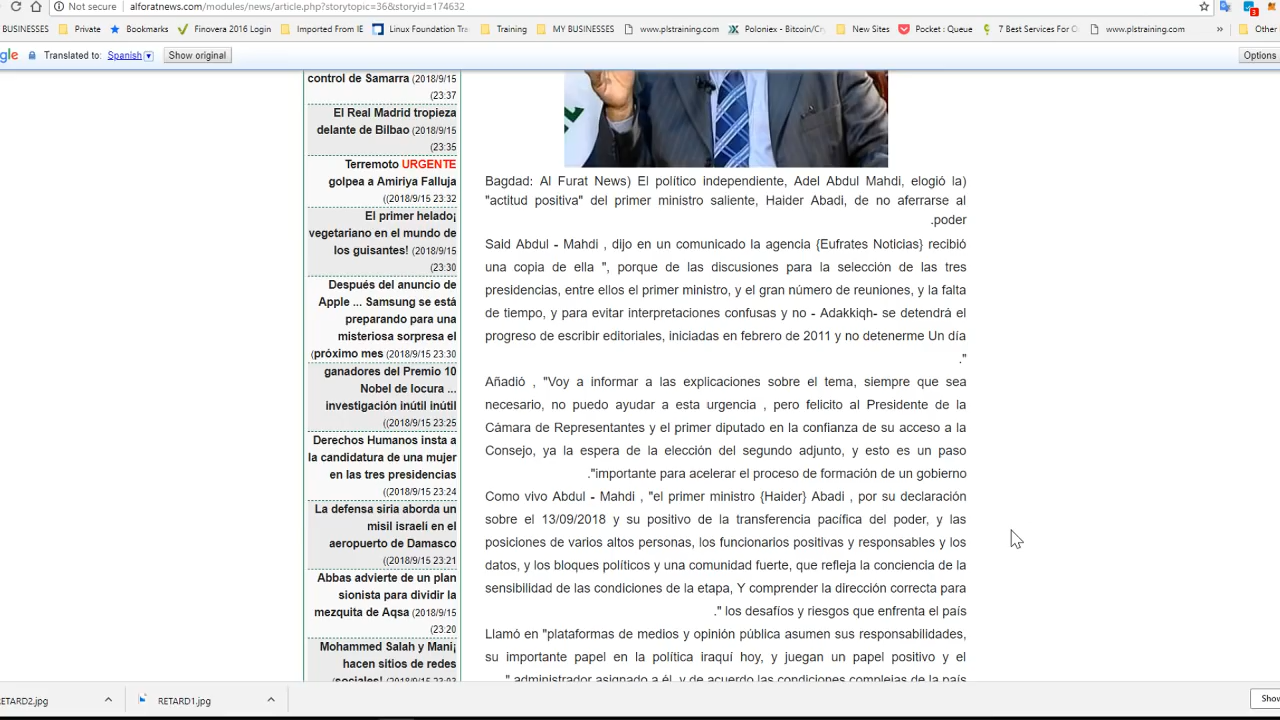 Not secure alforatnews.com/modules/news/article.php?storytopic=36&storyid=174632
BUSINESSES Private Bookmarks Finovera 2016 Login Imported From IE Linux Foundation Tra Training MY BUSINESSES www.plstraining.com Poloniex - Bitcoin/Cry New Sites Pocket : Queue 7 Best Services For O www.plstraining.com » Other
gle Translated to: Spanish Show original Options
control de Samarra (2018/9/15
(23:37
El Real Madrid tropieza
delante de Bilbao (2018/9/15
(23:35
Terremoto URGENTE
golpea a Amiriya Falluja
((2018/9/15 23:32
El primer helado¡
vegetariano en el mundo de
los guisantes! (2018/9/15
(23:30
Después del anuncio de
Apple ... Samsung se está
preparando para una
misteriosa sorpresa el
(próximo mes (2018/9/15 23:30
ganadores del Premio 10
Nobel de locura ...
investigación inútil inútil
((2018/9/15 23:25
Derechos Humanos insta a
la candidatura de una mujer
en las tres presidencias
((2018/9/15 23:24
La defensa siria aborda un
misil israelí en el
aeropuerto de Damasco
((2018/9/15 23:21
Abbas advierte de un plan
sionista para dividir la
mezquita de Aqsa (2018/9/15
(23:20
Mohammed Salah y Mani¡
hacen sitios de redes
sociales! (2018/9/15 23:03
Bagdad: Al Furat News) El político independiente, Adel Abdul Mahdi, elogió la)
"actitud positiva" del primer ministro saliente, Haider Abadi, de no aferrarse al
.poder
Said Abdul - Mahdi , dijo en un comunicado la agencia {Eufrates Noticias} recibió
una copia de ella ", porque de las discusiones para la selección de las tres
presidencias, entre ellos el primer ministro, y el gran número de reuniones, y la falta
de tiempo, y para evitar interpretaciones confusas y no - Adakkiqh- se detendrá el
progreso de escribir editoriales, iniciadas en febrero de 2011 y no detenerme Un día
."
Añadió , "Voy a informar a las explicaciones sobre el tema, siempre que sea
necesario, no puedo ayudar a esta urgencia , pero felicito al Presidente de la
Cámara de Representantes y el primer diputado en la confianza de su acceso a la
Consejo, ya la espera de la elección del segundo adjunto, y esto es un paso
."importante para acelerar el proceso de formación de un gobierno
Como vivo Abdul - Mahdi , "el primer ministro {Haider} Abadi , por su declaración
sobre el 13/09/2018 y su positivo de la transferencia pacífica del poder, y las
posiciones de varios altos personas, los funcionarios positivas y responsables y los
datos, y los bloques políticos y una comunidad fuerte, que refleja la conciencia de la
sensibilidad de las condiciones de la etapa, Y comprender la dirección correcta para
." los desafíos y riesgos que enfrenta el país
Llamó en "plataformas de medios y opinión pública asumen sus responsabilidades,
su importante papel en la política iraquí hoy, y juegan un papel positivo y el
" administrador asignado a él, y de acuerdo las condiciones complejas de la país
RETARD2.jpg RETARD1.jpg Show